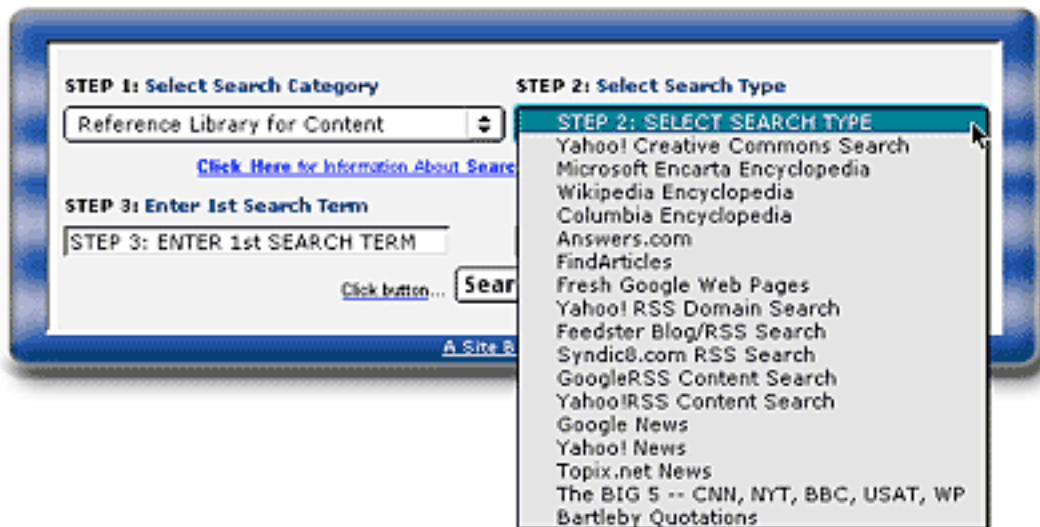 STEP 1: Select Search Category
STEP 2: Select Search Type
Reference Library for Content
STEP 2: SELECT SEARCH TYPE
Click Here for Information About
STEP 3: Enter 1st Search Term
STEP 3: ENTER 1st SEARCH TERM
Click button...
A Site
Yahoo! Creative Commons Search
Microsoft Encarta Encyclopedia
Wikipedia Encyclopedia
Columbia Encyclopedia
Answers.com
FindArticles
Fresh Google Web Pages
Yahoo! RSS Domain Search
Feedster Blog/RSS Search
Syndic8.com RSS Search
GoogleRSS Content Search
Yahoo!RSS Content Search
Google News
Yahoo! News
Topix.net News
The BIG 5 -- CNN, NYT, BBC, USAT, WP
Bartleby Quotations